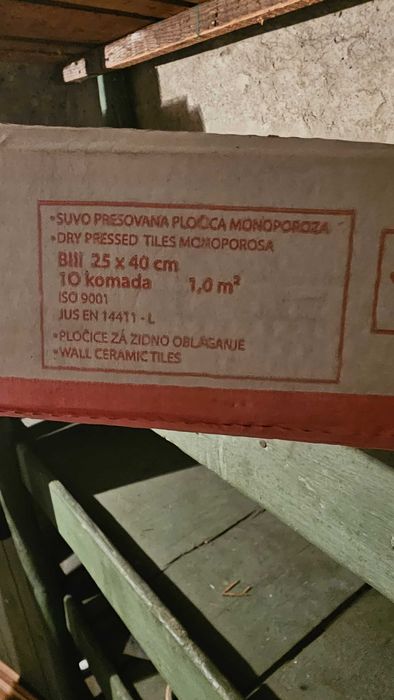 •SUVO PRESOVANA PLOČICA MONOPOROZA
•DRY PRESSED TILES MOMOPOROSA
BIII 25 x 40 cm
10 komada 1,0 m²
ISO 9001
JUS EN 14411 - L
•PLOČICE ZA ZIDNO OBLAGANJE
•WALL CERAMIC TILES